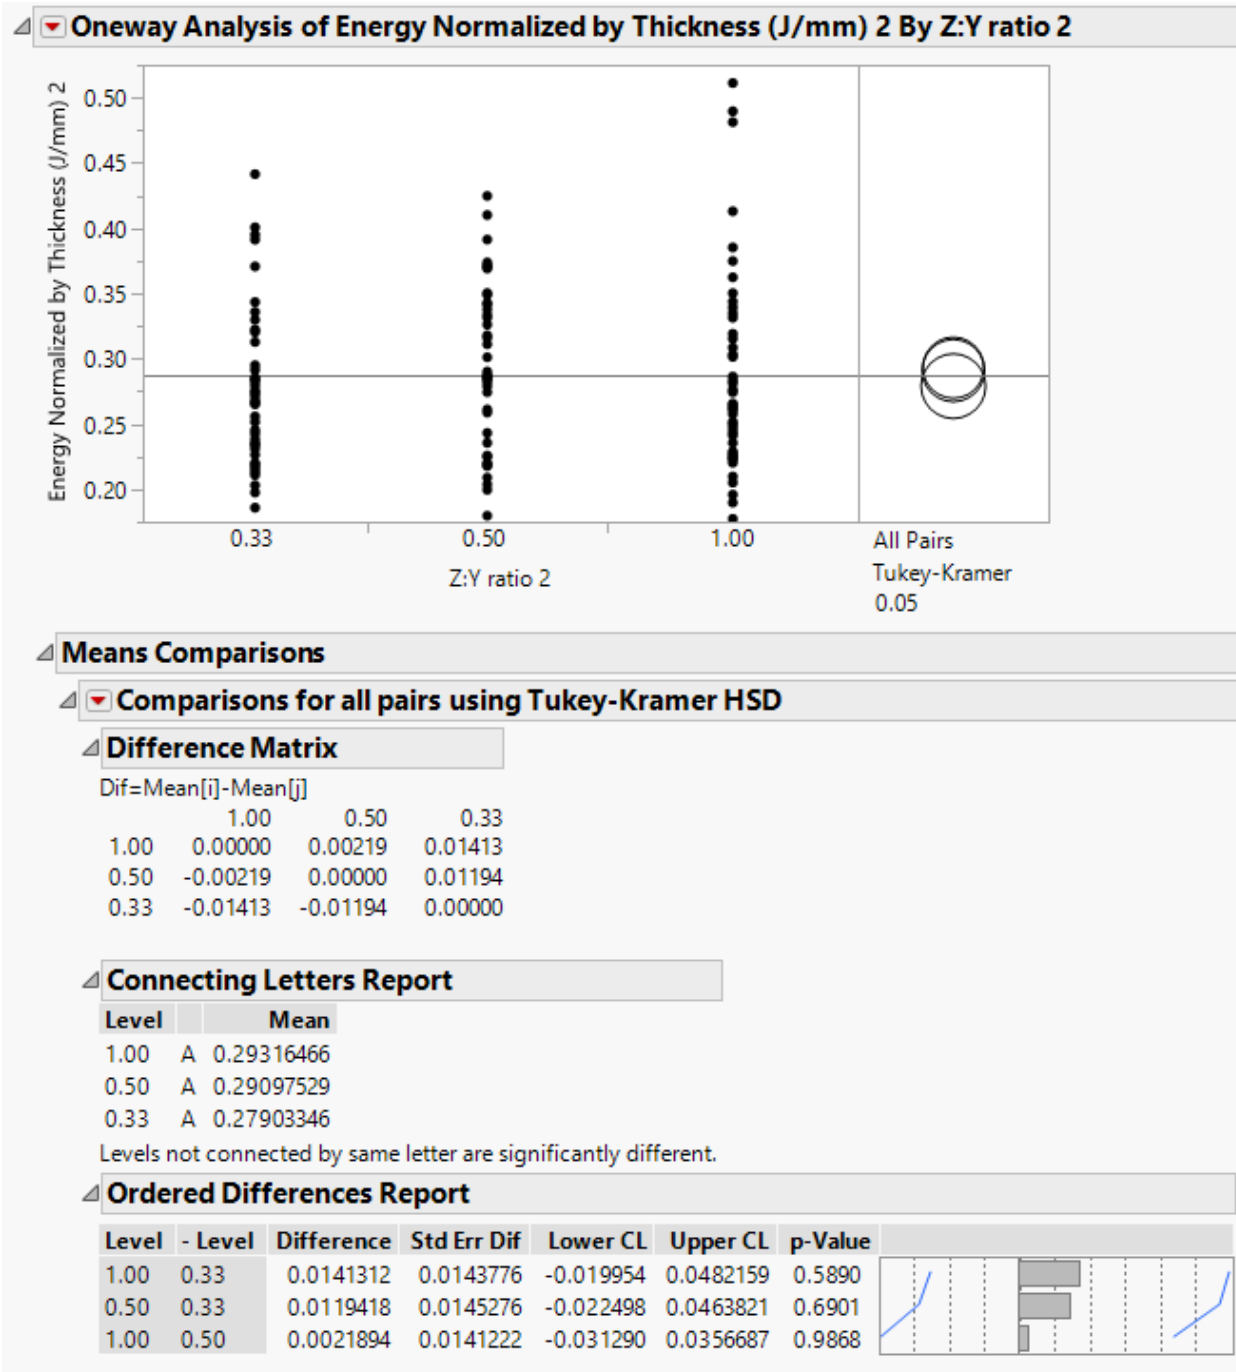 Oneway Analysis of Energy Normalized by Thickness (J/mm) 2 By Z:Y ratio 2
Energy Normalized by Thickness (J/mm) 2
0.50
0.45
0.40
0.35
0.30
0.25
0.20
0.33 0.50 1.00 All Pairs
Z:Y ratio 2 Tukey-Kramer
0.05
Means Comparisons
Comparisons for all pairs using Tukey-Kramer HSD
Difference Matrix
Dif=Mean[i]-Mean[j]
1.00 0.50 0.33
1.00 0.00000 0.00219 0.01413
0.50 -0.00219 0.00000 0.01194
0.33 -0.01413 -0.01194 0.00000
Connecting Letters Report
Level Mean
1.00 A 0.29316466
0.50 A 0.29097529
0.33 A 0.27903346
Levels not connected by same letter are significantly different.
Ordered Differences Report
Level - Level Difference Std Err Dif Lower CL Upper CL p-Value
1.00 0.33 0.0141312 0.0143776 -0.019954 0.0482159 0.5890
0.50 0.33 0.0119418 0.0145276 -0.022498 0.0463821 0.6901
1.00 0.50 0.0021894 0.0141222 -0.031290 0.0356687 0.9868